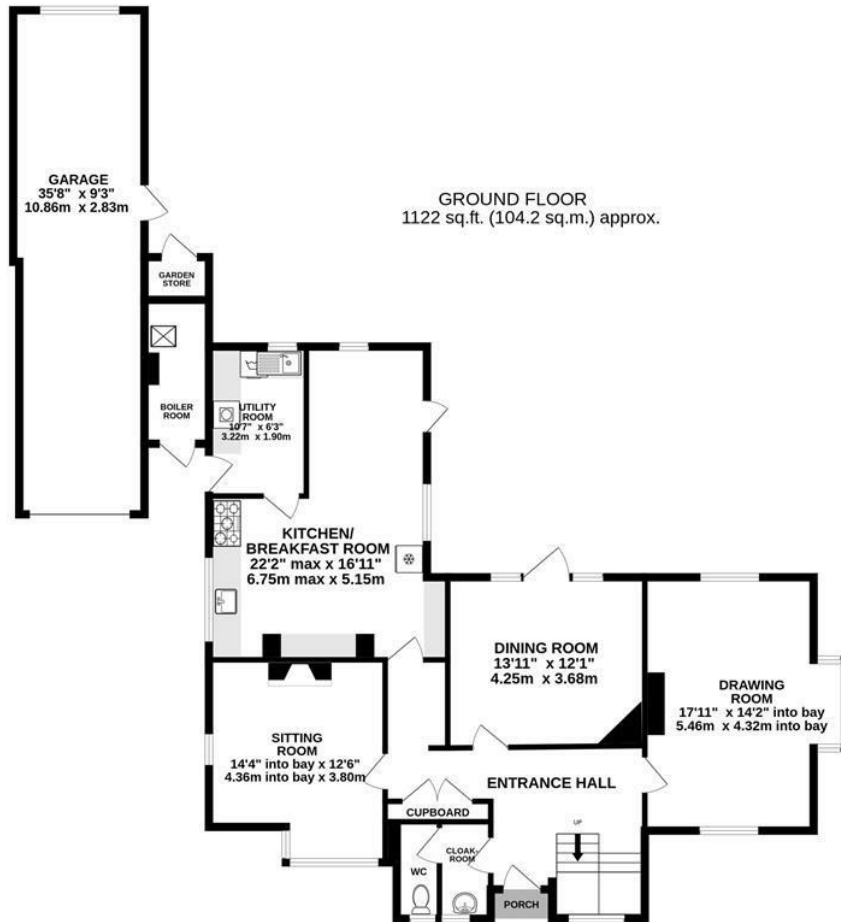 GARAGE
35'8" x 9'3"
10.86m x 2.83m
GROUND FLOOR
1122 sq.ft. (104.2 sq.m.) approx.
GARDEN
STORE
BOILER
ROOM
UTILITY
ROOM
10'7" x 6'3"
3.22m x 1.90m
KITCHEN/
BREAKFAST ROOM
22'2" max x 16'11"
6.75m max x 5.15m
DINING ROOM
13'11" x 12'1"
4.25m x 3.68m
DRAWING
ROOM
17'11" x 14'2" into bay
5.46m x 4.32m into bay
SITTING
ROOM
14'4" into bay x 12'6"
4.36m into bay x 3.80m
ENTRANCE HALL
CUPBOARD
UP
CLOAK-
ROOM
WC
PORCH